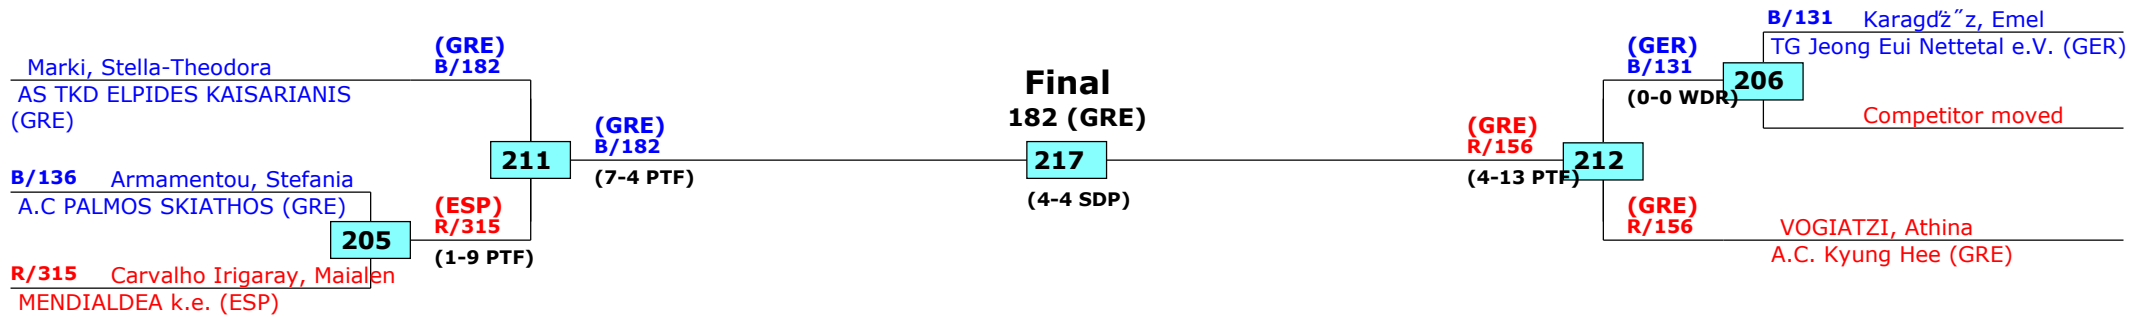 (GRE)
B/182
Marki, Stella-Theodora
AS TKD ELPIDES KAISARIANIS
(GRE)
211
B/136 Armamentou, Stefania
A.C PALMOS SKIATHOS (GRE)
205
(ESP)
R/315
(1-9 PTF)
R/315 Carvalho Irigaray, Maialen
MENDIALDEA k.e. (ESP)
(GRE)
B/182
(7-4 PTF)
Final
182 (GRE)
217
(4-4 SDP)
(GRE)
R/156
(4-13 PTF)
212
(GER)
B/131
(0-0 WDR)
B/131 Karagďż˝z, Emel
TG Jeong Eui Nettetal e.V. (GER)
206
Competitor moved
(GRE)
R/156
VOGIATZI, Athina
A.C. Kyung Hee (GRE)